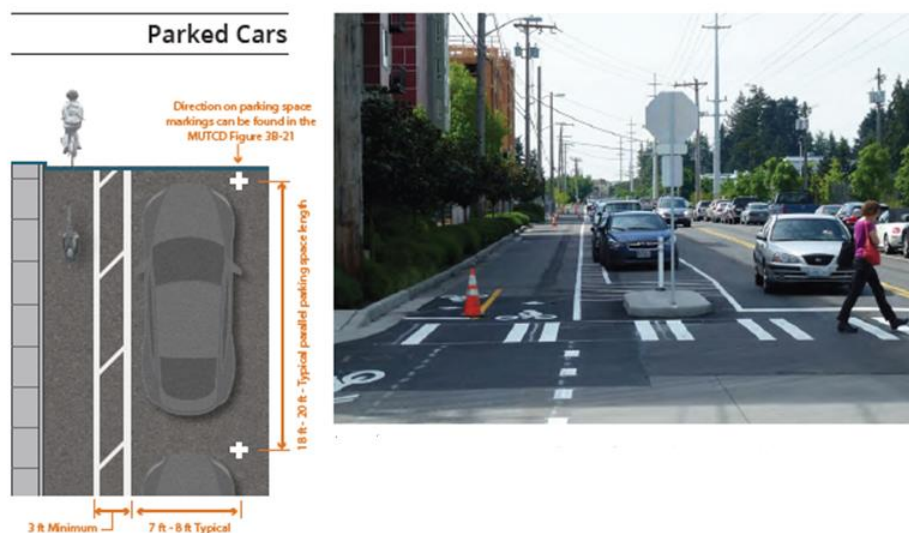 Parked Cars
Direction on parking space
markings can be found in the
MUTCD Figure 3B-21
18 ft - 20 ft - Typical parallel parking space length
3 ft Minimum
7 ft - 8 ft Typical